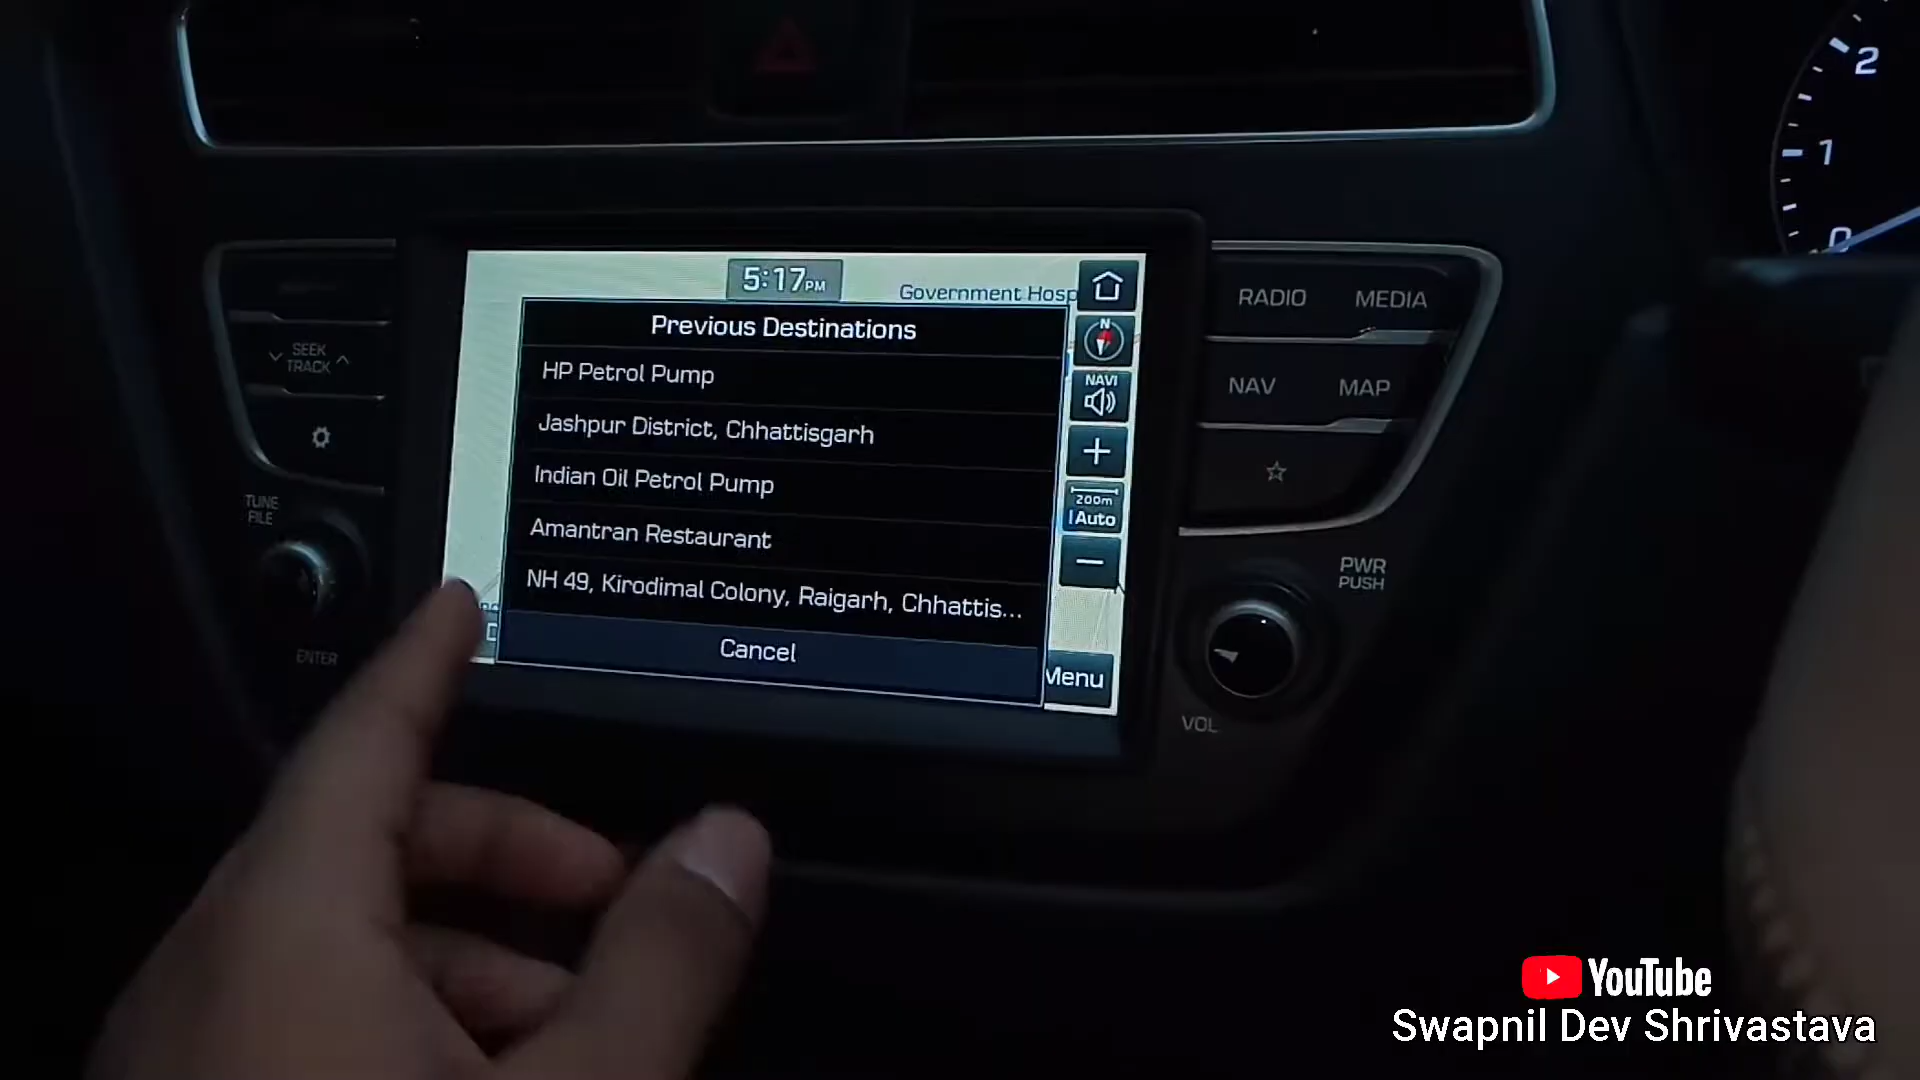 2
1
0
5:17PM
Government Hosp
Previous Destinations
HP Petrol Pump
Jashpur District, Chhattisgarh
Indian Oil Petrol Pump
Amantran Restaurant
NH 49, Kirodimal Colony, Raigarh, Chhattis...
Cancel
N
NAVI
200m
Auto
Menu
SEEK
TRACK
TUNE
FILE
ENTER
RADIO
MEDIA
NAV
MAP
PWR
PUSH
VOL
YouTube
Swapnil Dev Shrivastava